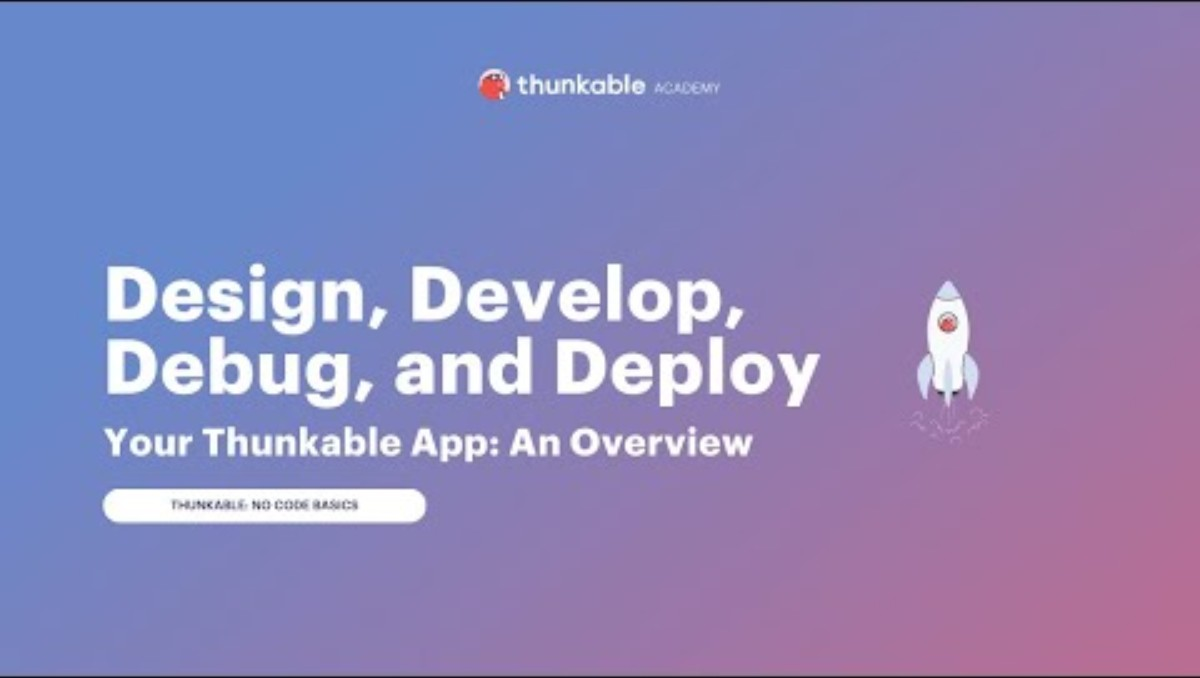 thunkable ACADEMY
Design, Develop,
Debug, and Deploy
Your Thunkable App: An Overview
THUNKABLE: NO CODE BASICS